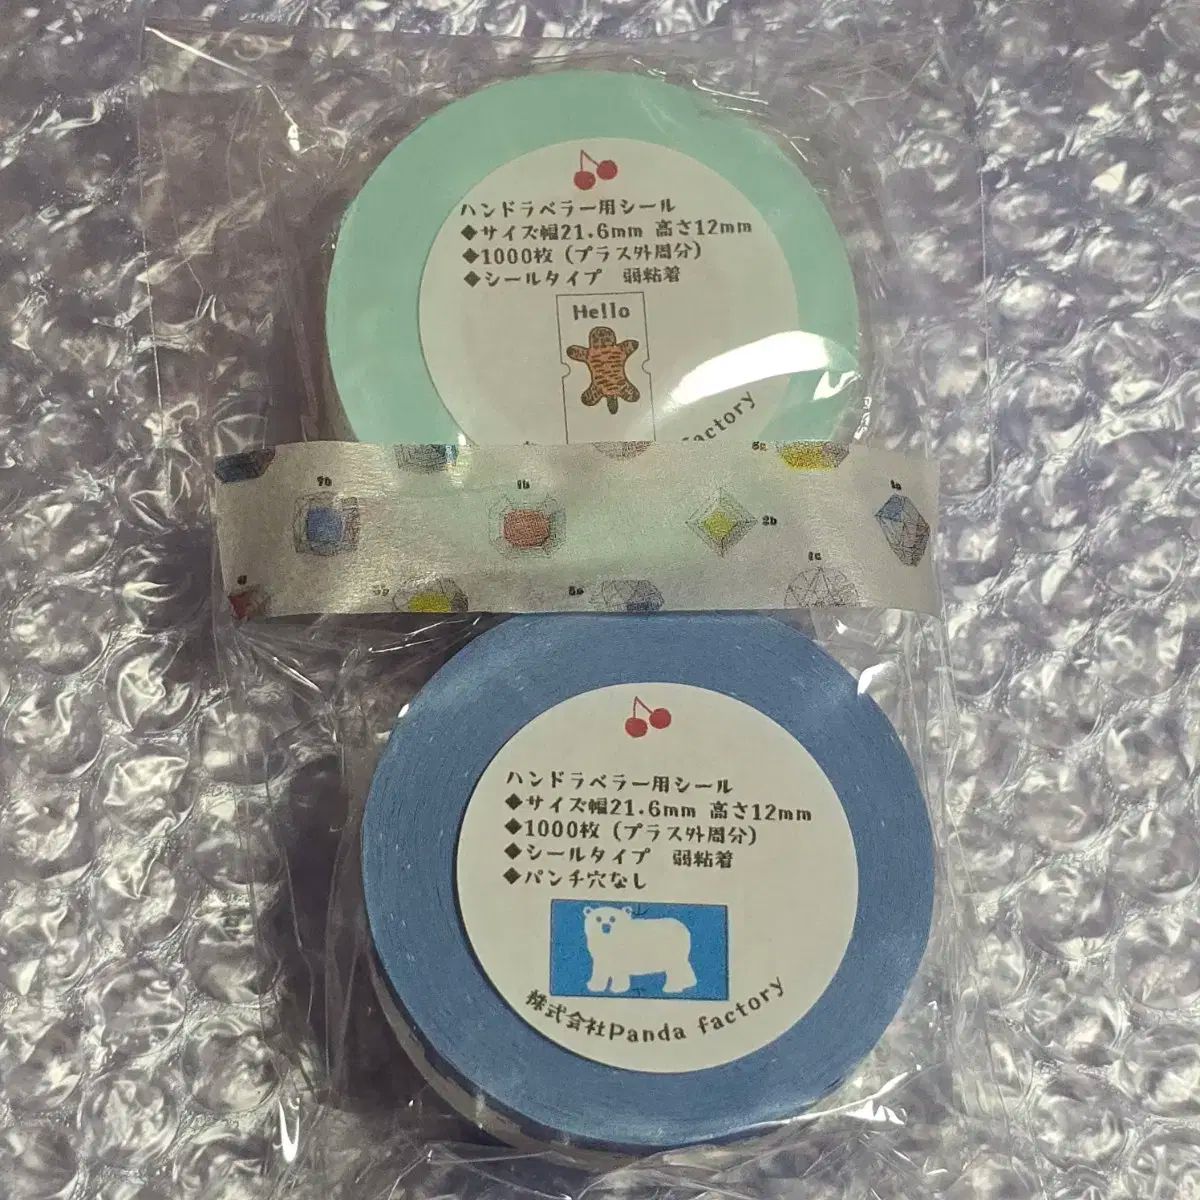 ハンドラベラー用シール
◆サイズ幅21.6mm 高さ12mm
◆1000枚(プラス外周分)
◆シールタイプ 弱粘着
Hello
factory
9b
1b
2b
1a
1c
ハンドラベラー用シール
◆サイズ幅21.6mm 高さ12mm
◆1000枚(プラス外周分)
◆シールタイプ 弱粘着
◆パンチ穴なし
株式会社Panda factory